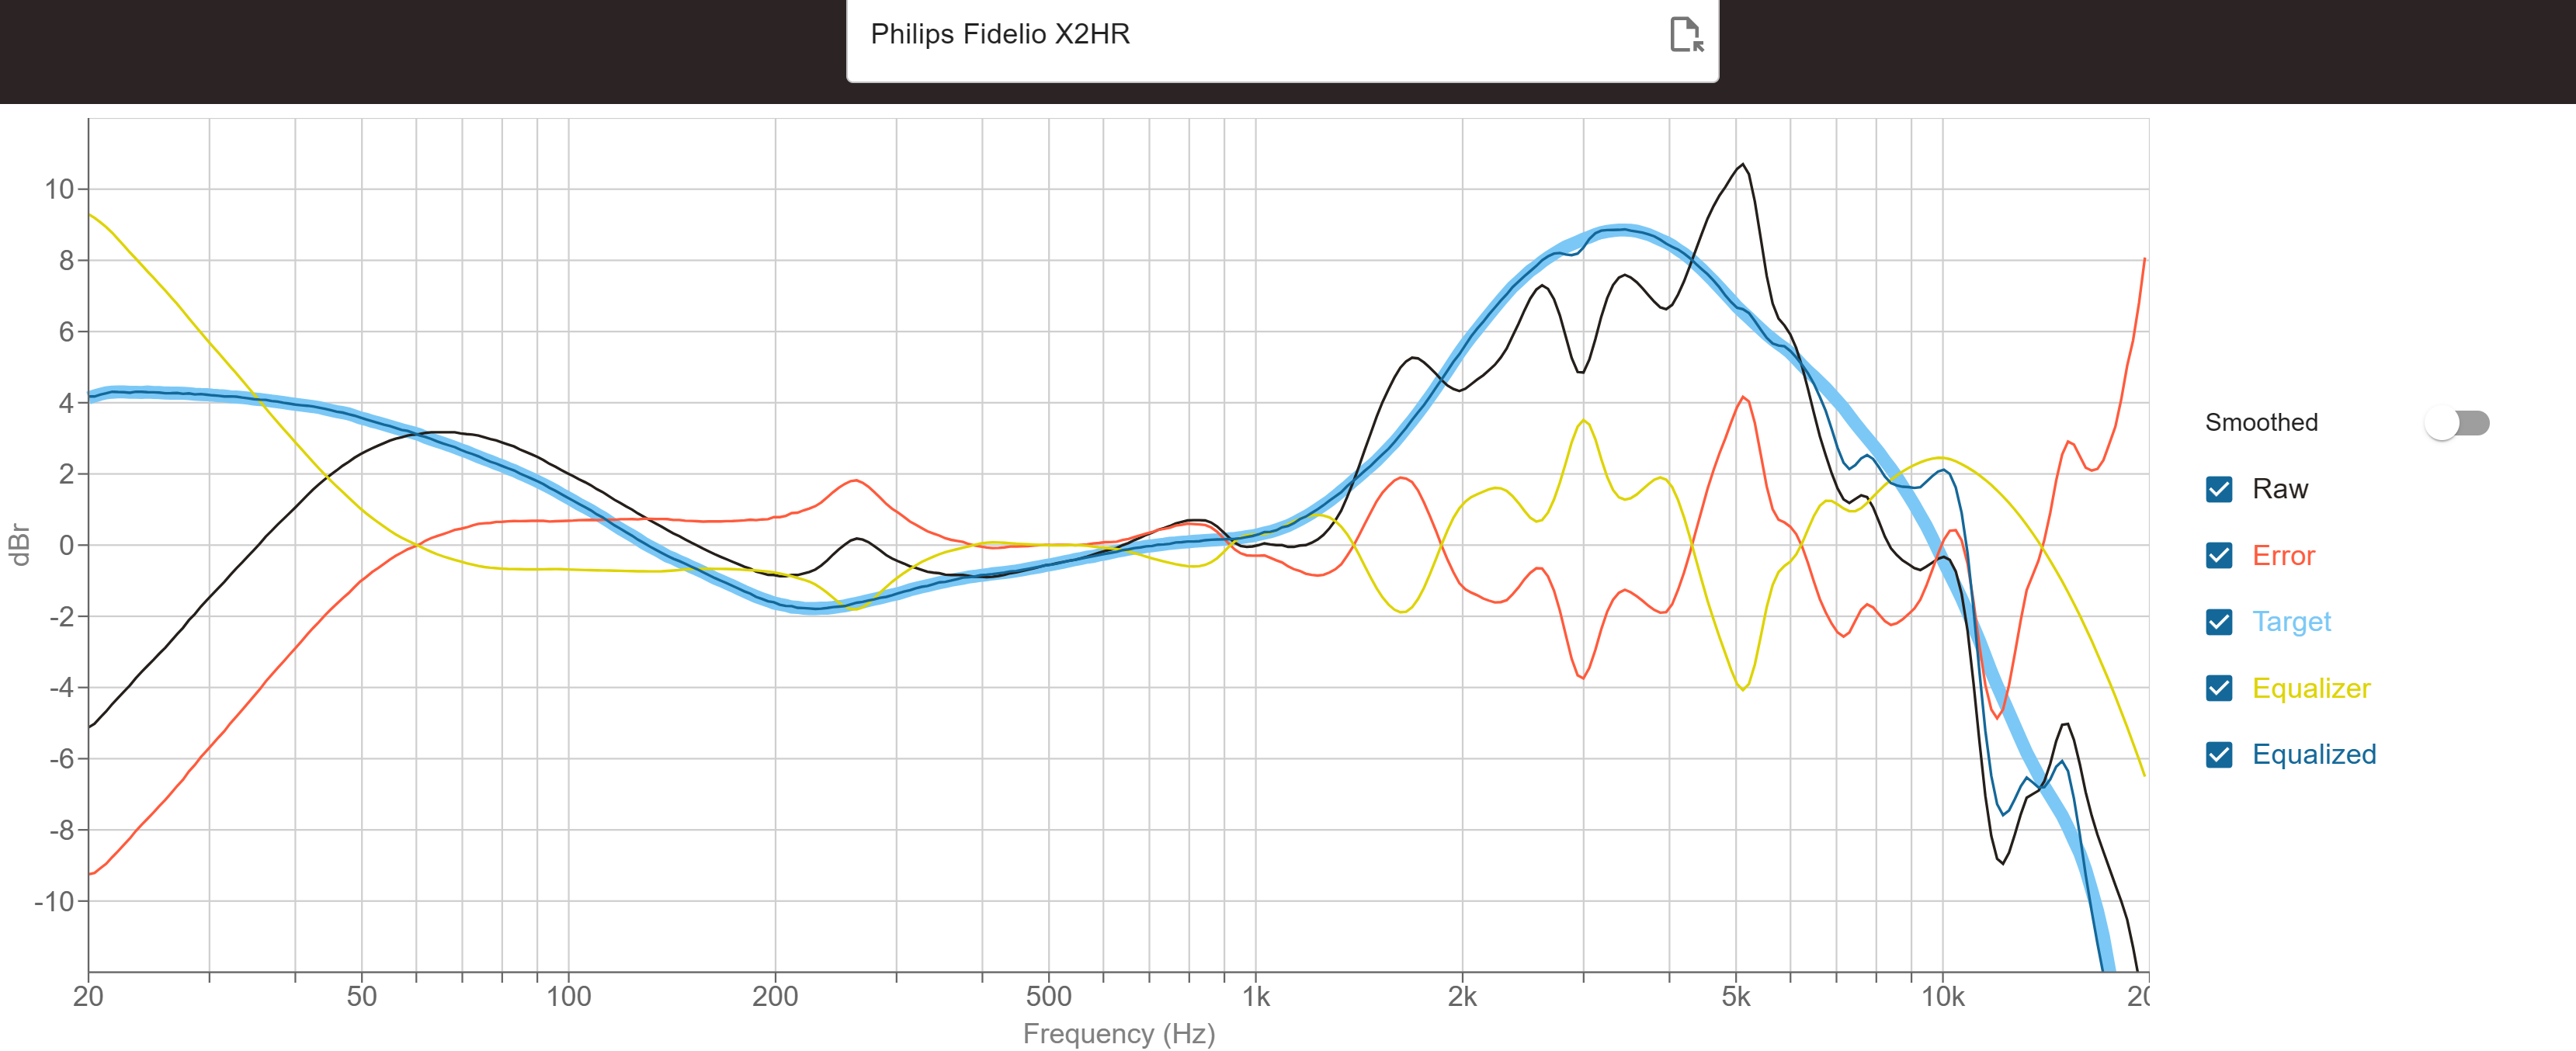 Philips Fidelio X2HR
10
8
6
4
2
0
-2
-4
-6
-8
-10
dBr
20 50 100 200 500 1k 2k 5k 10k
Frequency (Hz)
Smoothed
Raw
Error
Target
Equalizer
Equalized